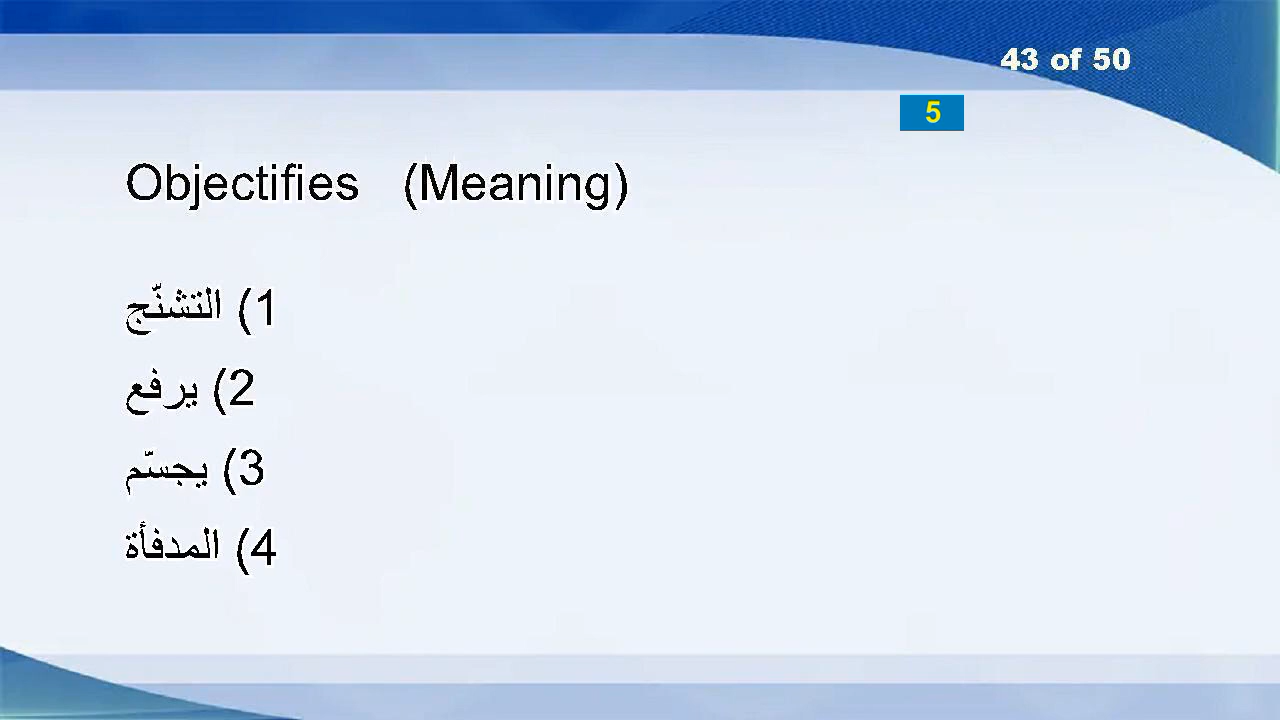 43 of 50
5
Objectifies (Meaning)
1) التشنّج
2) يرفع
3) يجسّم
4) المدفأة